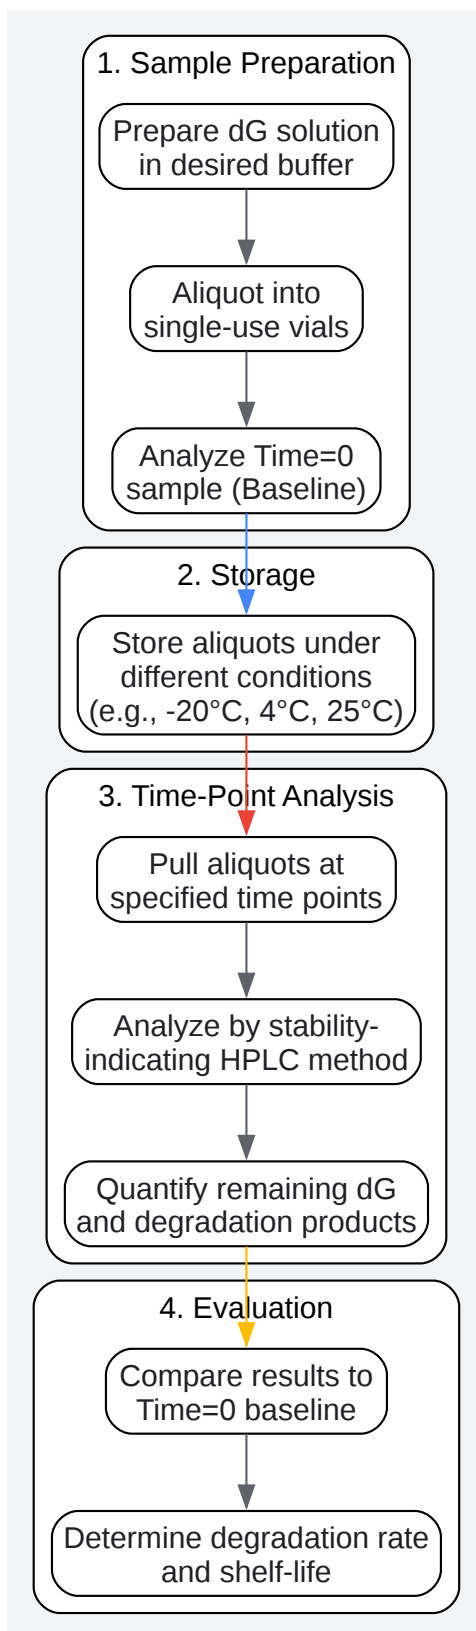 1. Sample Preparation
Prepare dG solution
in desired buffer
Aliquot into
single-use vials
Analyze Time=0
sample (Baseline)
2. Storage
Store aliquots under
different conditions
(e.g., -20°C, 4°C, 25°C)
3. Time-Point Analysis
Pull aliquots at
specified time points
Analyze by stability-
indicating HPLC method
Quantify remaining dG
and degradation products
4. Evaluation
Compare results to
Time=0 baseline
Determine degradation rate
and shelf-life